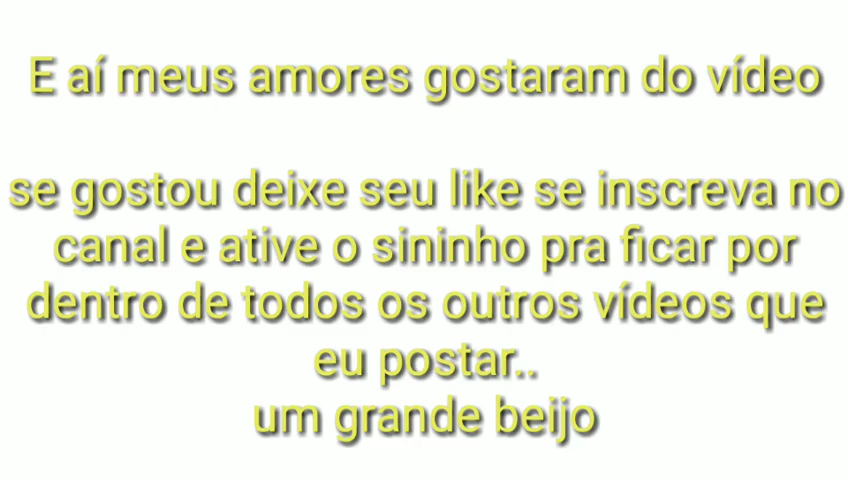 E aí meus amores gostaram do vídeo
se gostou deixe seu like se inscreva no
canal e ative o sininho pra ficar por
dentro de todos os outros vídeos que
eu postar..
um grande beijo